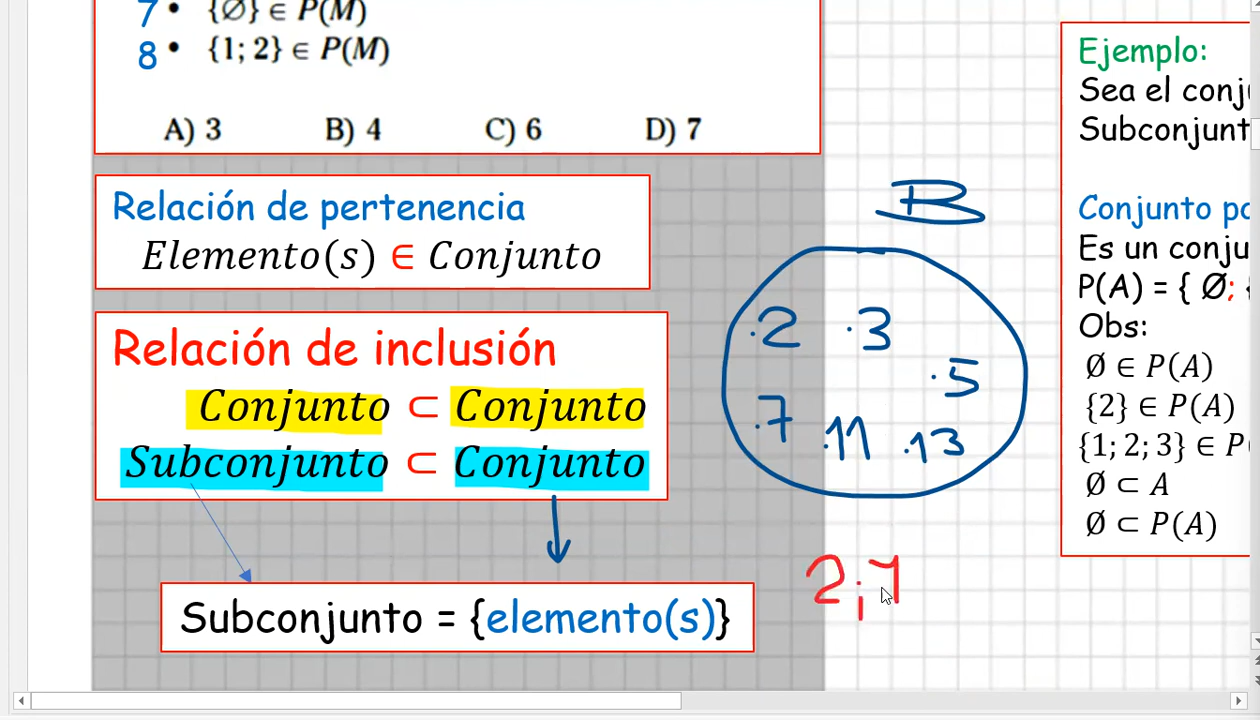 7 • {Ø} ∈ P(M)
8 • {1; 2} ∈ P(M)
A) 3 B) 4 C) 6 D) 7
Relación de pertenencia
Elemento(s) ∈ Conjunto
Relación de inclusión
Conjunto ⊂ Conjunto
Subconjunto ⊂ Conjunto
Subconjunto = {elemento(s)}
B
.2 .3
.5
.7 .11 .13
2;
Ejemplo:
Sea el conju
Subconjunt
Conjunto po
Es un conju
P(A) = { Ø; {
Obs:
Ø ∈ P(A)
{2} ∈ P(A)
{1; 2; 3} ∈ P(
Ø ⊂ A
Ø ⊂ P(A)